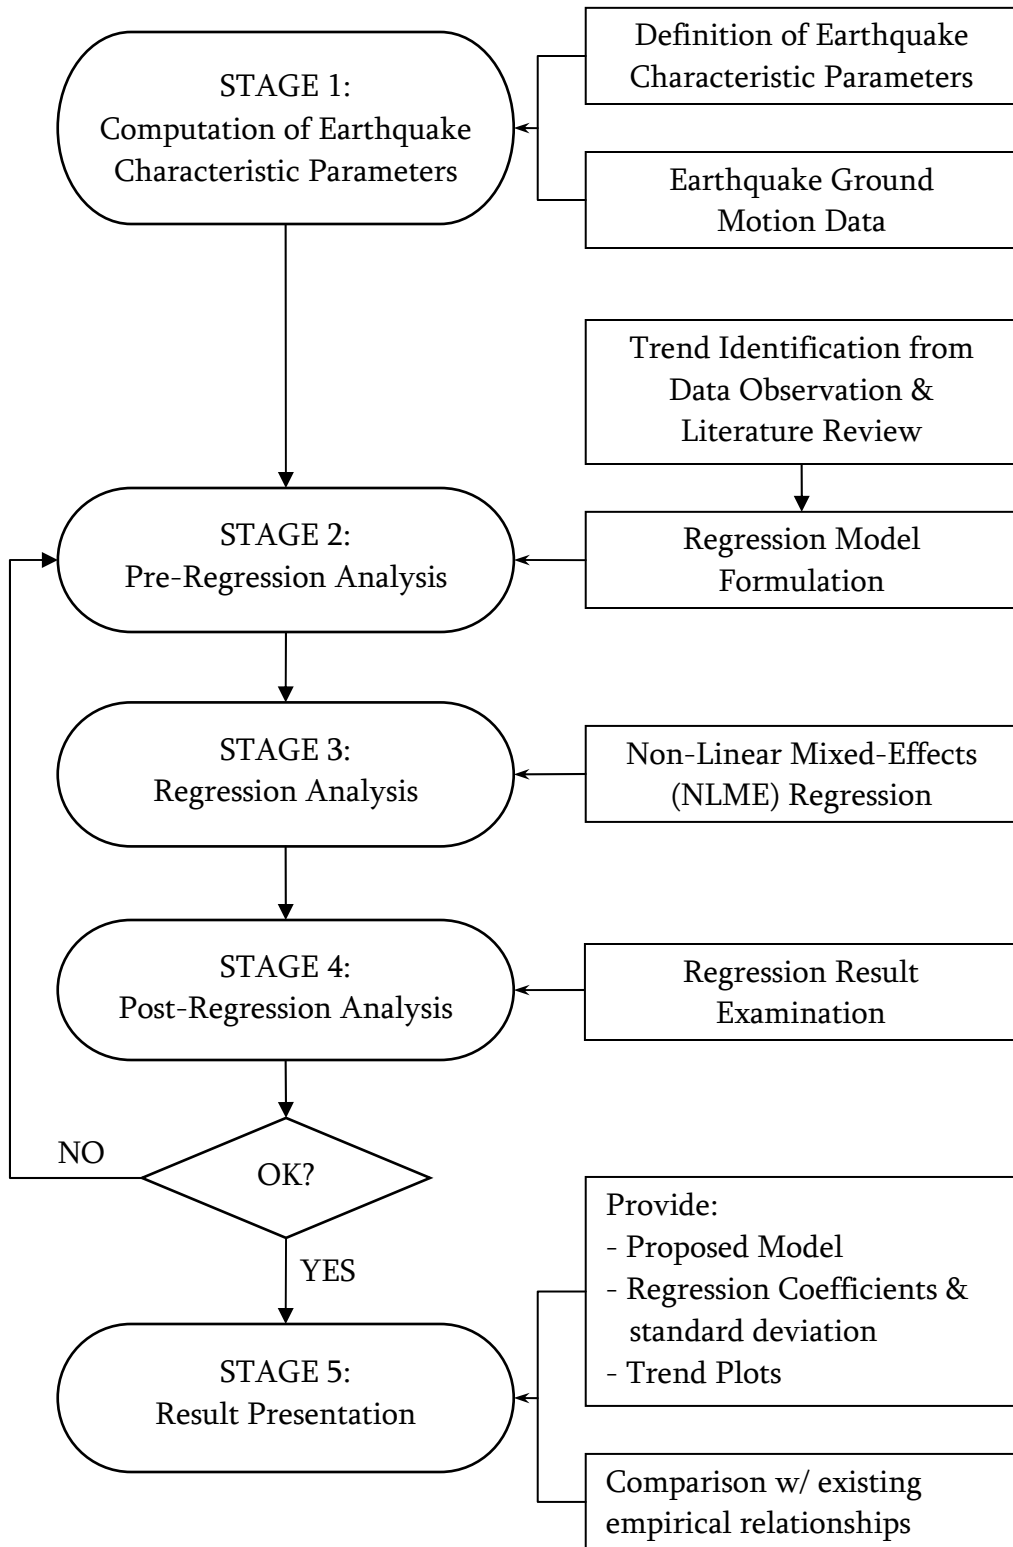 STAGE 1:
Computation of Earthquake
Characteristic Parameters
Definition of Earthquake
Characteristic Parameters
Earthquake Ground
Motion Data
Trend Identification from
Data Observation &
Literature Review
STAGE 2:
Pre-Regression Analysis
Regression Model
Formulation
STAGE 3:
Regression Analysis
Non-Linear Mixed-Effects
(NLME) Regression
STAGE 4:
Post-Regression Analysis
Regression Result
Examination
NO
OK?
YES
Provide:
- Proposed Model
- Regression Coefficients &
standard deviation
- Trend Plots
STAGE 5:
Result Presentation
Comparison w/ existing
empirical relationships